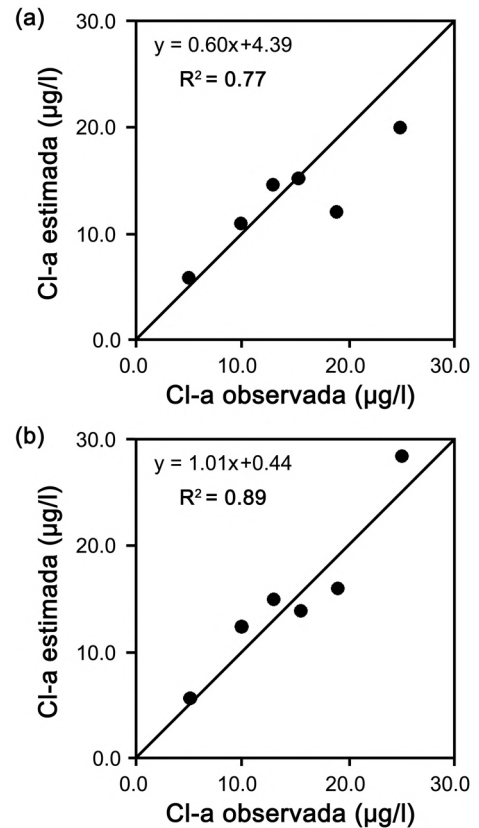 (a)
30.0
y = 0.60x+4.39
R² = 0.77
20.0
10.0
0.0
Cl-a estimada (µg/l)
0.0 10.0 20.0 30.0
Cl-a observada (µg/l)
(b)
30.0
y = 1.01x+0.44
R² = 0.89
20.0
10.0
0.0
Cl-a estimada (µg/l)
0.0 10.0 20.0 30.0
Cl-a observada (µg/l)